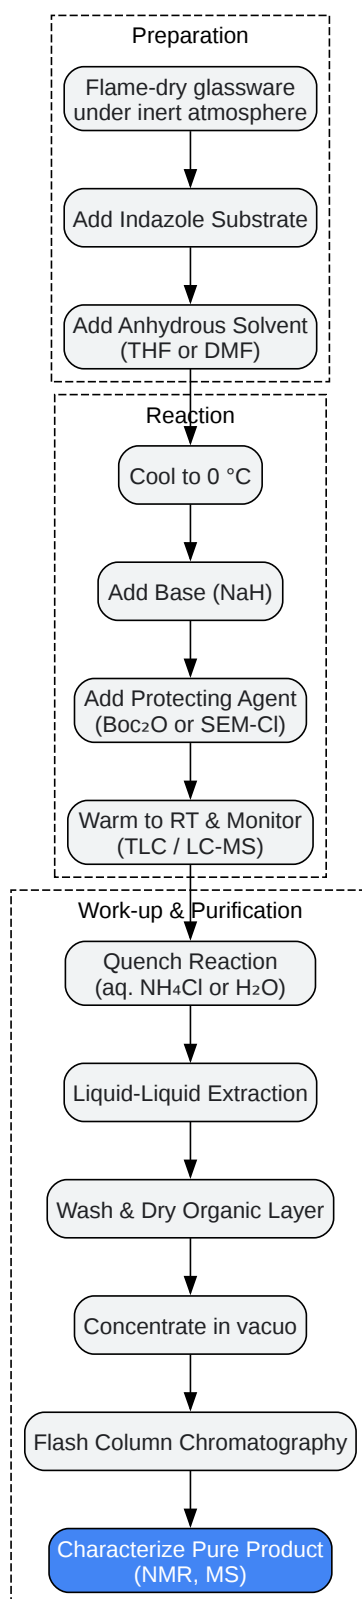 Preparation
Flame-dry glassware
under inert atmosphere
Add Indazole Substrate
Add Anhydrous Solvent
(THF or DMF)
Reaction
Cool to 0 °C
Add Base (NaH)
Add Protecting Agent
(Boc₂O or SEM-Cl)
Warm to RT & Monitor
(TLC / LC-MS)
Work-up & Purification
Quench Reaction
(aq. NH₄Cl or H₂O)
Liquid-Liquid Extraction
Wash & Dry Organic Layer
Concentrate in vacuo
Flash Column Chromatography
Characterize Pure Product
(NMR, MS)